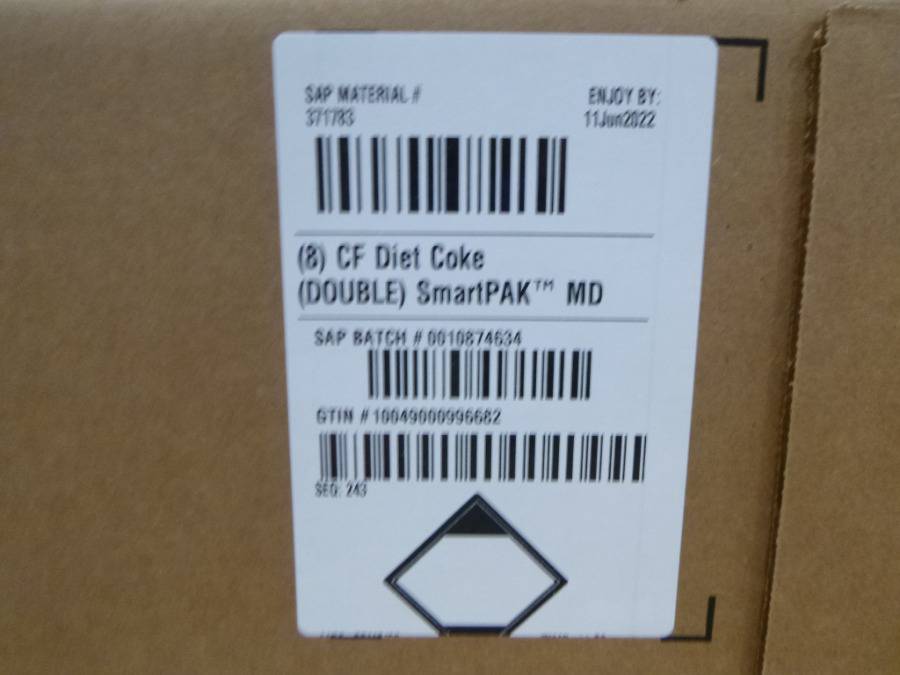 SAP MATERIAL #
371783
ENJOY BY:
11Jun2022
(8) CF Diet Coke
(DOUBLE) SmartPAK™ MD
SAP BATCH # 0010874634
GTIN # 10049000996682
SEQ: 243